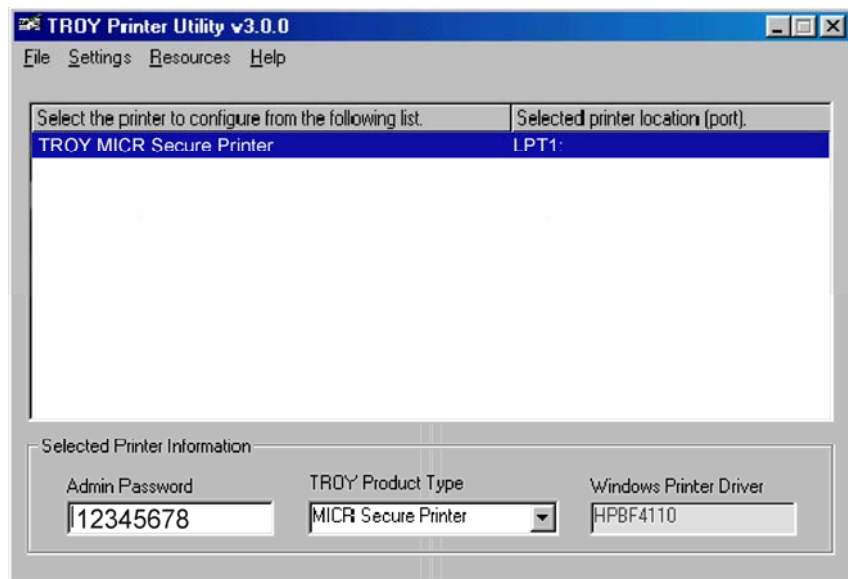 TROY Printer Utility v3.0.0
File Settings Resources Help
Select the printer to configure from the following list. Selected printer location (port).
TROY MICR Secure Printer LPT1:
Selected Printer Information
Admin Password TROY Product Type Windows Printer Driver
12345678 MICR Secure Printer HPBF4110